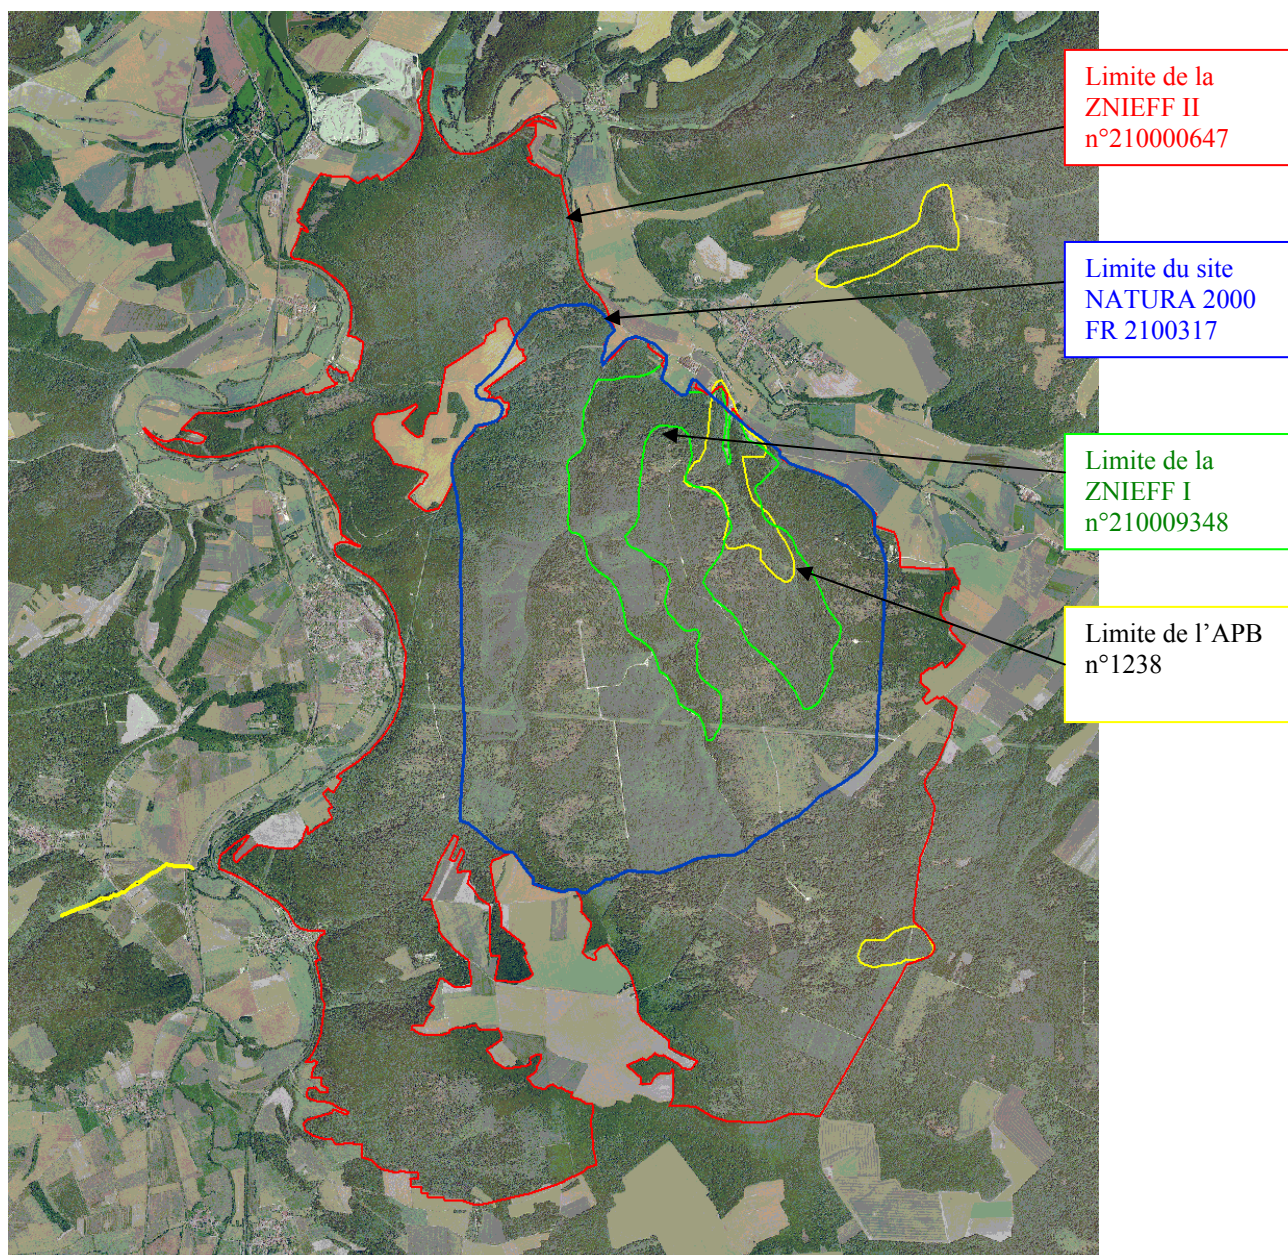 Limite de la
ZNIEFF II
n°210000647
Limite du site
NATURA 2000
FR 2100317
Limite de la
ZNIEFF I
n°210009348
Limite de l’APB
n°1238